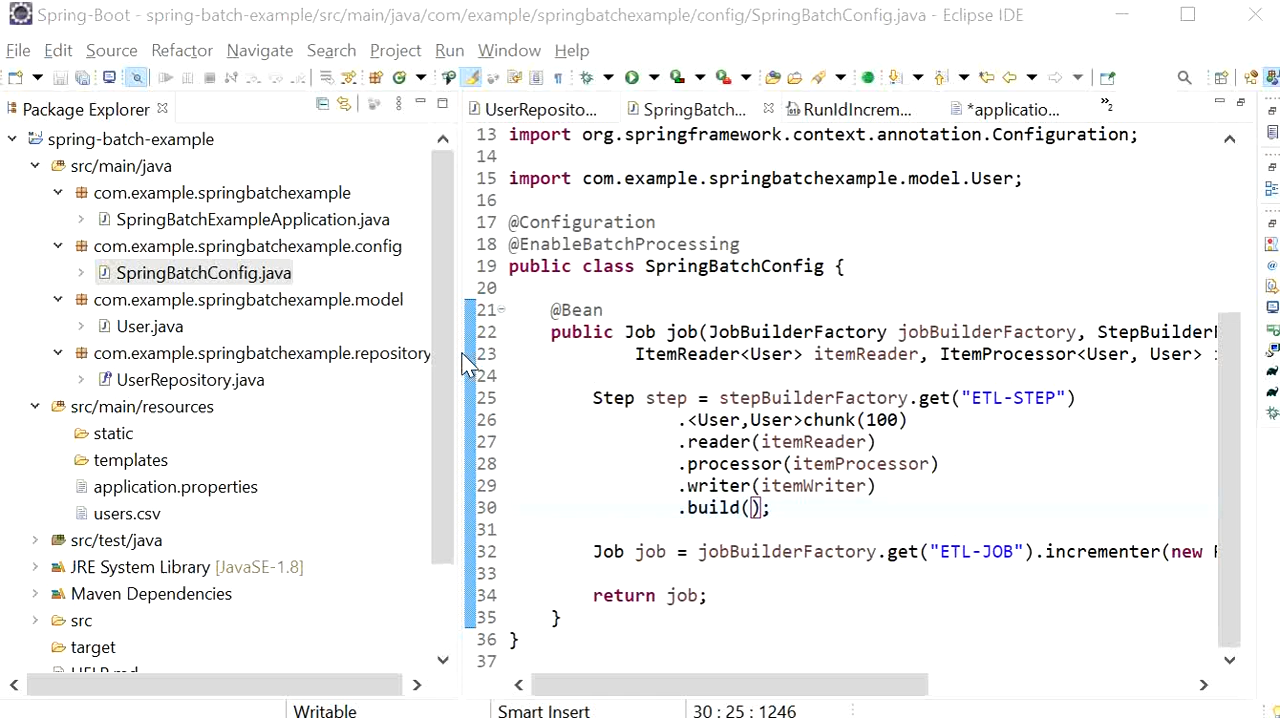 Spring-Boot - spring-batch-example/src/main/java/com/example/springbatchexample/config/SpringBatchConfig.java - Eclipse IDE
File Edit Source Refactor Navigate Search Project Run Window Help
Package Explorer
spring-batch-example
src/main/java
com.example.springbatchexample
SpringBatchExampleApplication.java
com.example.springbatchexample.config
SpringBatchConfig.java
com.example.springbatchexample.model
User.java
com.example.springbatchexample.repository
UserRepository.java
src/main/resources
static
templates
application.properties
users.csv
src/test/java
JRE System Library [JavaSE-1.8]
Maven Dependencies
src
target
HELP.md
UserReposito... SpringBatch... RunIdIncrem... *applicatio...
13 import org.springframework.context.annotation.Configuration;
14
15 import com.example.springbatchexample.model.User;
16
17 @Configuration
18 @EnableBatchProcessing
19 public class SpringBatchConfig {
20
21 @Bean
22 public Job job(JobBuilderFactory jobBuilderFactory, StepBuilderF
23 ItemReader<User> itemReader, ItemProcessor<User, User> i
24
25 Step step = stepBuilderFactory.get("ETL-STEP")
26 .<User,User>chunk(100)
27 .reader(itemReader)
28 .processor(itemProcessor)
29 .writer(itemWriter)
30 .build();
31
32 Job job = jobBuilderFactory.get("ETL-JOB").incrementer(new R
33
34 return job;
35 }
36 }
37
Writable Smart Insert 30 : 25 : 1246